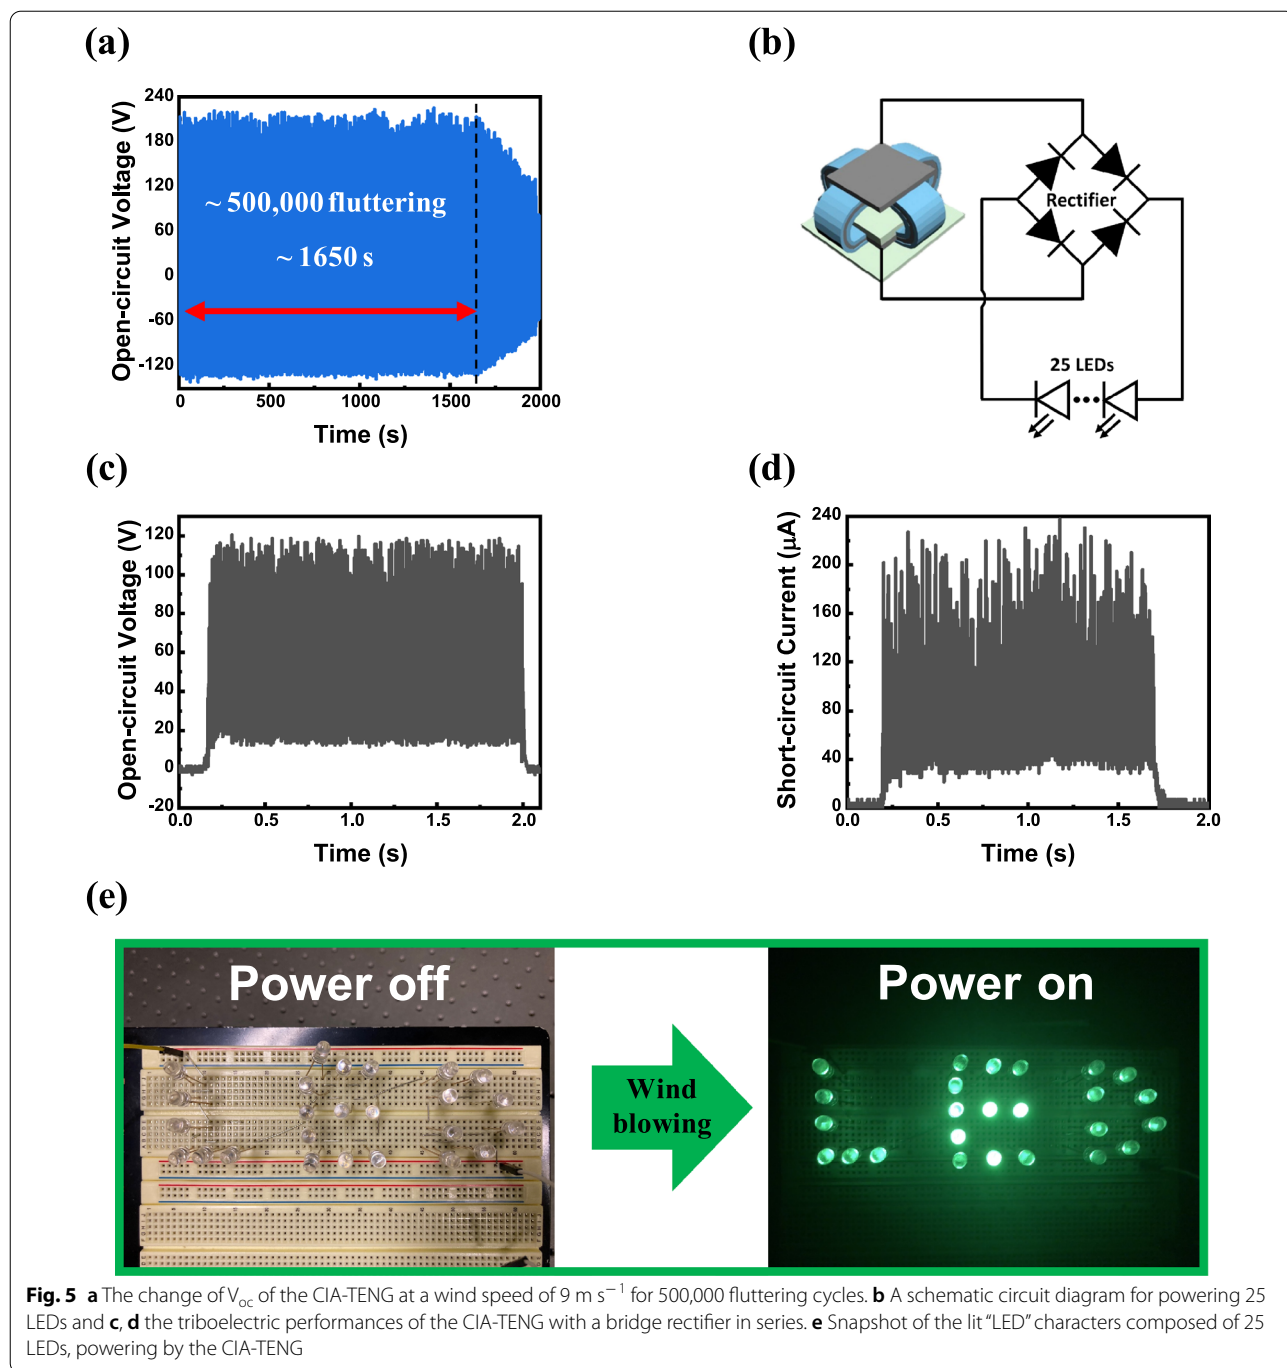 (a)
Open-circuit Voltage (V)
240
180
120
60
0
-60
-120
~ 500,000 fluttering
~ 1650 s
0 500 1000 1500 2000
Time (s)
(b)
Rectifier
25 LEDs
(c)
Open-circuit Voltage (V)
120
100
80
60
40
20
0
-20
0.0 0.5 1.0 1.5 2.0
Time (s)
(d)
Short-circuit Current (μA)
240
200
160
120
80
40
0
0.0 0.5 1.0 1.5 2.0
Time (s)
(e)
Power off
Wind
blowing
Power on
Fig. 5 a The change of Voc of the CIA-TENG at a wind speed of 9 m s−1 for 500,000 fluttering cycles. b A schematic circuit diagram for powering 25
LEDs and c, d the triboelectric performances of the CIA-TENG with a bridge rectifier in series. e Snapshot of the lit “LED” characters composed of 25
LEDs, powering by the CIA-TENG